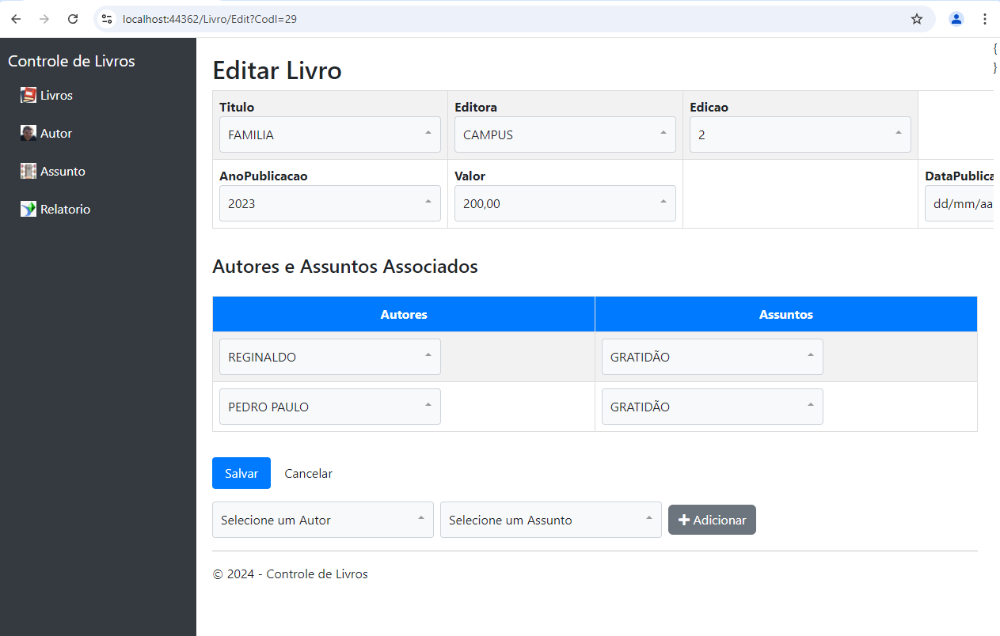 localhost:44362/Livro/Edit?Codl=29
Controle de Livros
Livros
Autor
Assunto
Relatorio
{
}
Editar Livro
Titulo Editora Edicao
FAMILIA CAMPUS 2
AnoPublicacao Valor DataPublica
2023 200,00 dd/mm/aa
Autores e Assuntos Associados
Autores Assuntos
REGINALDO GRATIDÃO
PEDRO PAULO GRATIDÃO
Salvar Cancelar
Selecione um Autor Selecione um Assunto Adicionar
© 2024 - Controle de Livros